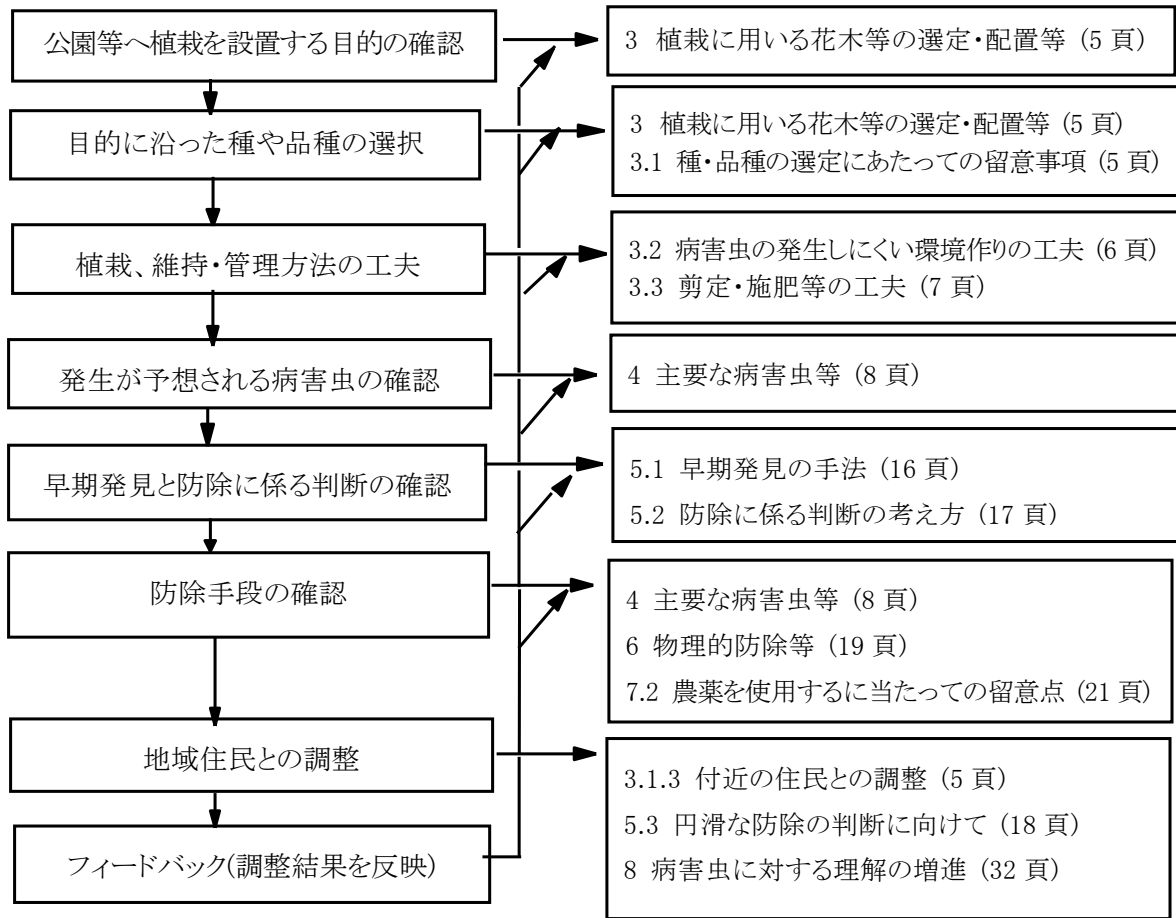 公園等へ植栽を設置する目的の確認
3 植栽に用いる花木等の選定・配置等 (5 頁)
目的に沿った種や品種の選択
3 植栽に用いる花木等の選定・配置等 (5 頁)
3.1 種・品種の選定にあたっての留意事項 (5 頁)
植栽、維持・管理方法の工夫
3.2 病害虫の発生しにくい環境作りの工夫 (6 頁)
3.3 剪定・施肥等の工夫 (7 頁)
発生が予想される病害虫の確認
4 主要な病害虫等 (8 頁)
早期発見と防除に係る判断の確認
5.1 早期発見の手法 (16 頁)
5.2 防除に係る判断の考え方 (17 頁)
防除手段の確認
4 主要な病害虫等 (8 頁)
6 物理的防除等 (19 頁)
7.2 農薬を使用するに当たっての留意点 (21 頁)
地域住民との調整
3.1.3 付近の住民との調整 (5 頁)
5.3 円滑な防除の判断に向けて (18 頁)
8 病害虫に対する理解の増進 (32 頁)
フィードバック(調整結果を反映)